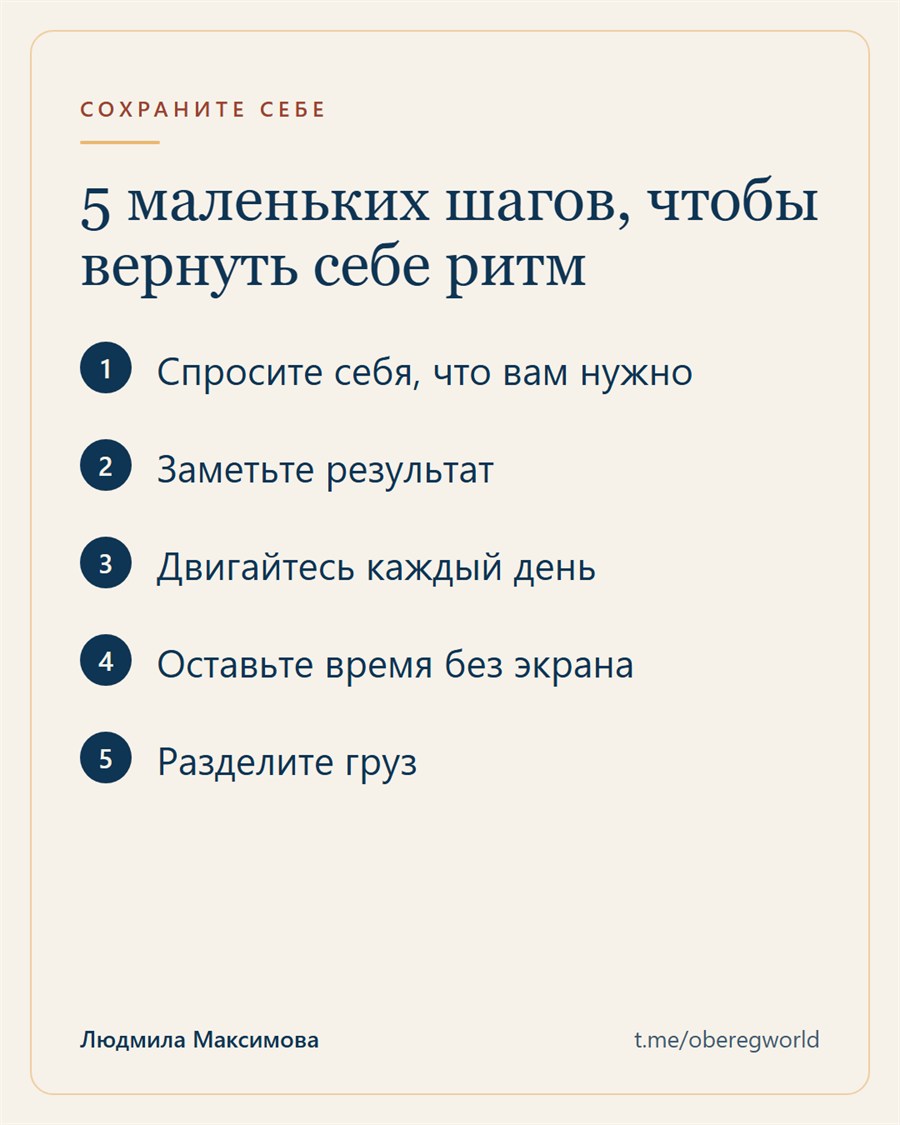 СОХРАНИТЕ СЕБЕ
5 маленьких шагов, чтобы
вернуть себе ритм
1 Спросите себя, что вам нужно
2 Заметьте результат
3 Двигайтесь каждый день
4 Оставьте время без экрана
5 Разделите груз
Людмила Максимова t.me/oberegworld